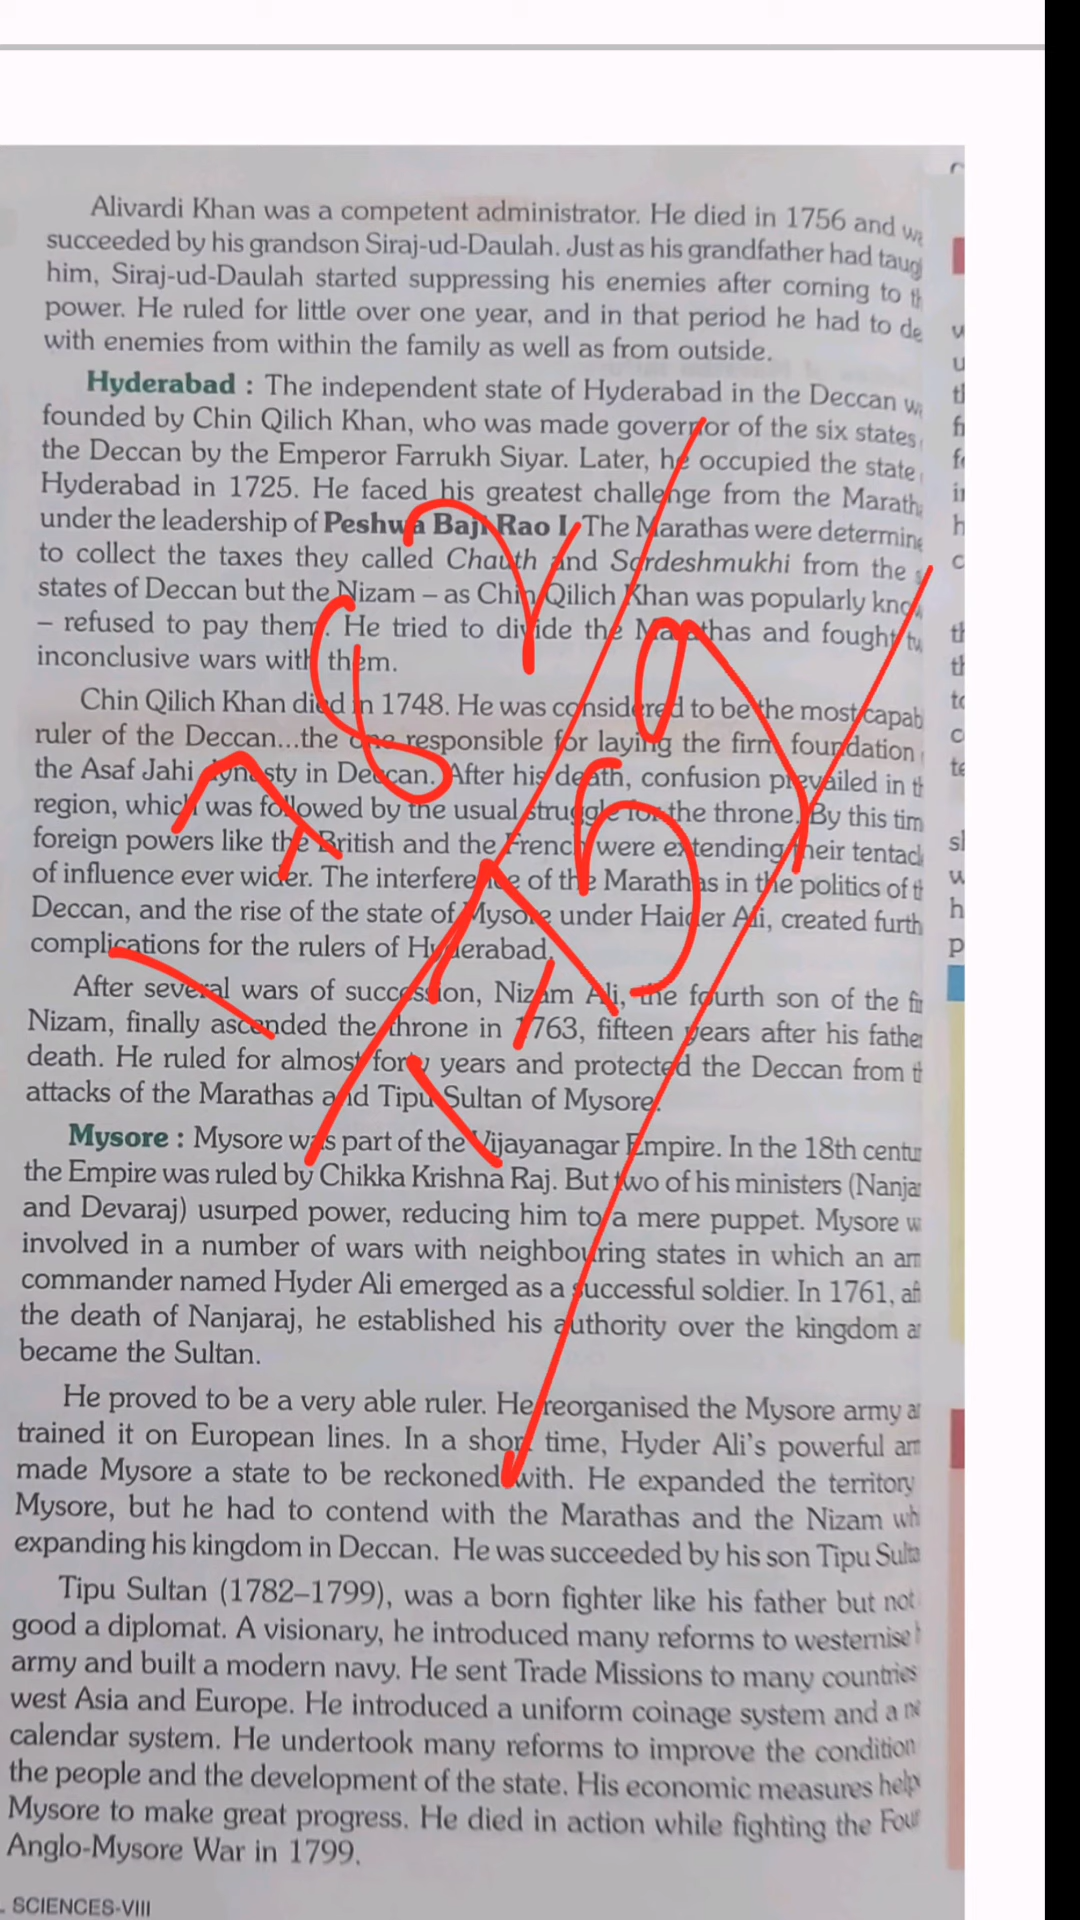 Alivardi Khan was a competent administrator. He died in 1756 and
succeeded by his grandson Siraj-ud-Daulah. Just as his grandfather had
him, Siraj-ud-Daulah started suppressing his enemies after coming to
power. He ruled for little over one year, and in that period he had to
with enemies from within the family as well as from outside.
Hyderabad : The independent state of Hyderabad in the Deccan
founded by Chin Qilich Khan, who was made governor of the six states
the Deccan by the Emperor Farrukh Siyar. Later, he occupied the state
Hyderabad in 1725. He faced his greatest challenge from the
under the leadership of Peshwa Baji Rao I. The Marathas were
to collect the taxes they called Chauth and Sardeshmukhi from the
states of Deccan but the Nizam – as Chin Qilich Khan was popularly
– refused to pay them. He tried to divide the Marathas and fought
inconclusive wars with them.
Chin Qilich Khan died in 1748. He was considered to be the most
ruler of the Deccan...the one responsible for laying the firm foundation
the Asaf Jahi dynasty in Deccan. After his death, confusion prevailed in
region, which was followed by the usual struggle for the throne. By this
foreign powers like the British and the French were extending their
of influence ever wider. The interference of the Marathas in the politics of
Deccan, and the rise of the state of Mysore under Haider Ali, created
complications for the rulers of Hyderabad.
After several wars of succession, Nizam Ali, the fourth son of the
Nizam, finally ascended the throne in 1763, fifteen years after his
death. He ruled for almost forty years and protected the Deccan from
attacks of the Marathas and Tipu Sultan of Mysore.
Mysore : Mysore was part of the Vijayanagar Empire. In the 18th
the Empire was ruled by Chikka Krishna Raj. But two of his ministers
and Devaraj) usurped power, reducing him to a mere puppet. Mysore
involved in a number of wars with neighbouring states in which an
commander named Hyder Ali emerged as a successful soldier. In 1761,
the death of Nanjaraj, he established his authority over the kingdom
became the Sultan.
He proved to be a very able ruler. He reorganised the Mysore army
trained it on European lines. In a short time, Hyder Ali's powerful
made Mysore a state to be reckoned with. He expanded the territory
Mysore, but he had to contend with the Marathas and the Nizam
expanding his kingdom in Deccan. He was succeeded by his son Tipu
Tipu Sultan (1782–1799), was a born fighter like his father but not
good a diplomat. A visionary, he introduced many reforms to westernise
army and built a modern navy. He sent Trade Missions to many countries
west Asia and Europe. He introduced a uniform coinage system and a
calendar system. He undertook many reforms to improve the condition
the people and the development of the state. His economic measures
Mysore to make great progress. He died in action while fighting the
Anglo-Mysore War in 1799.
SCIENCES-VIII